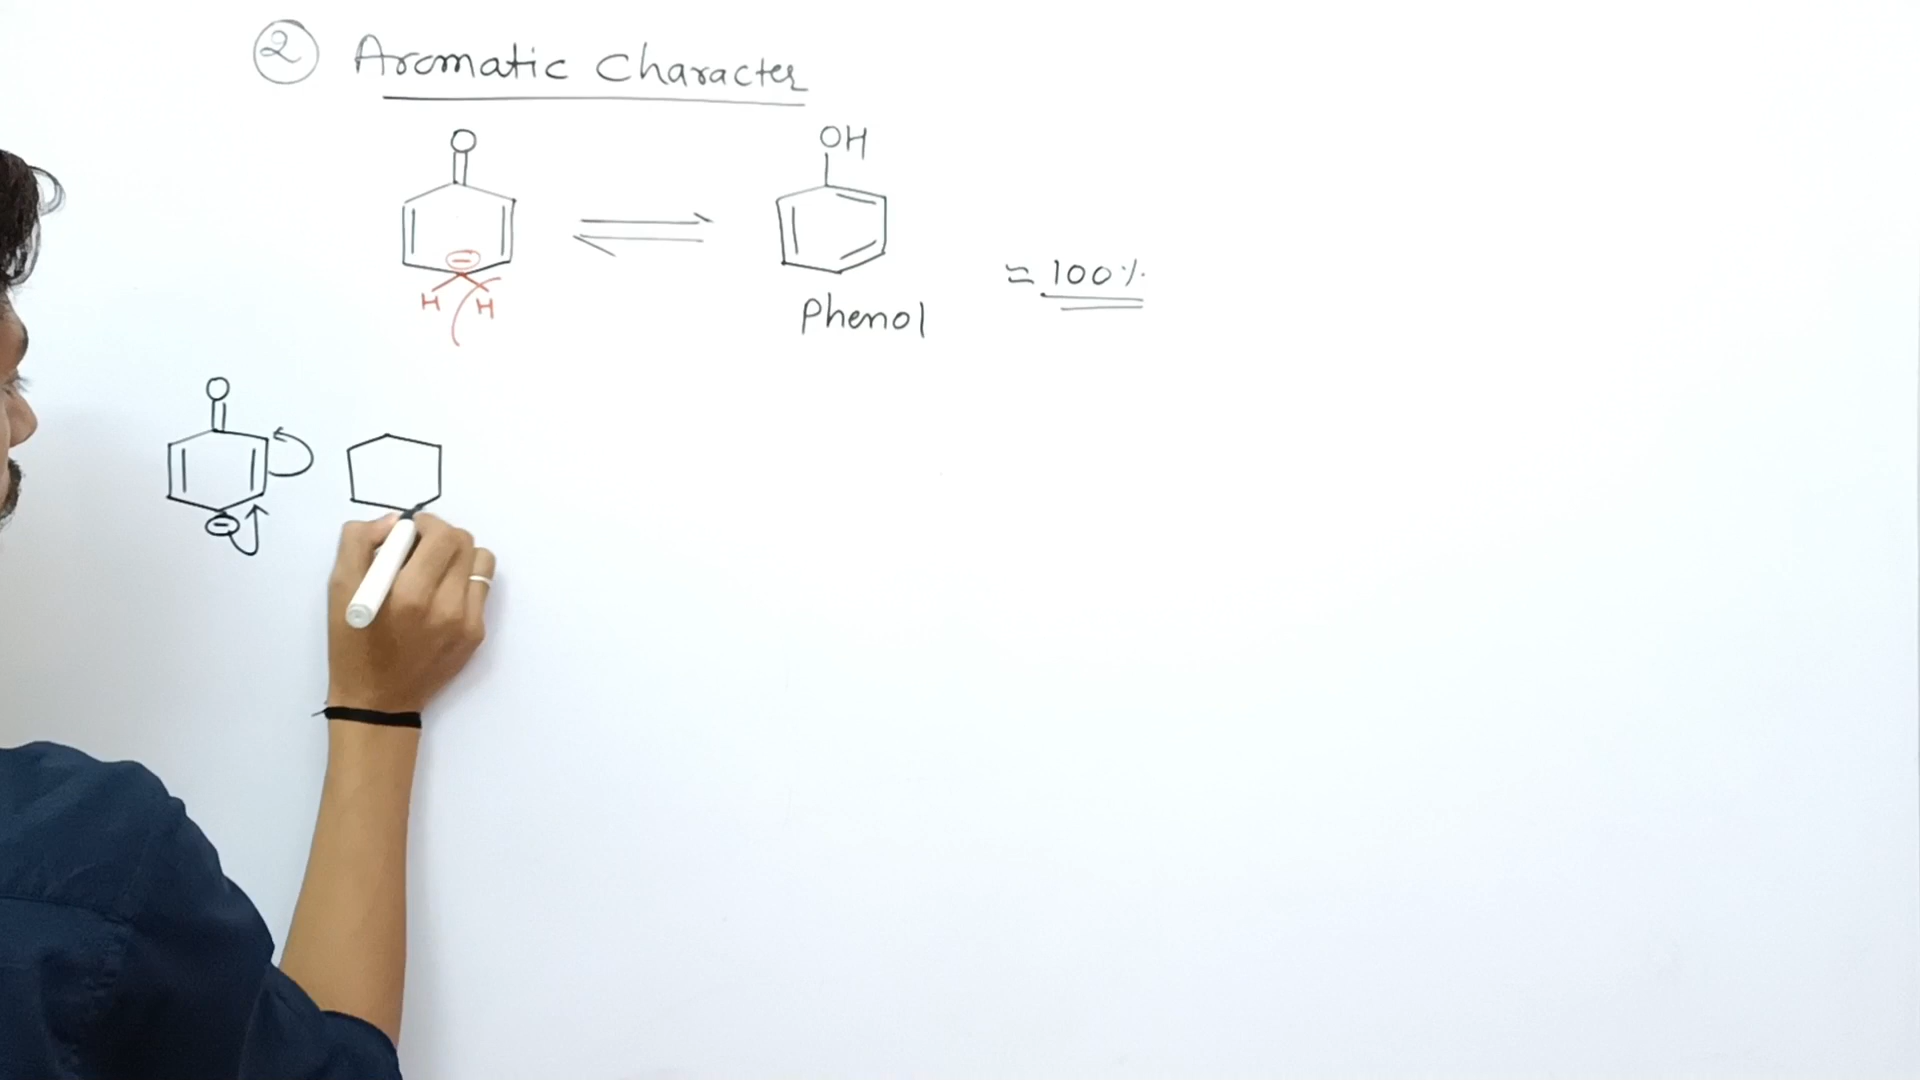 ② Aromatic Character
O
OH
⊖
H H
≈ 100%
Phenol
O
⊖